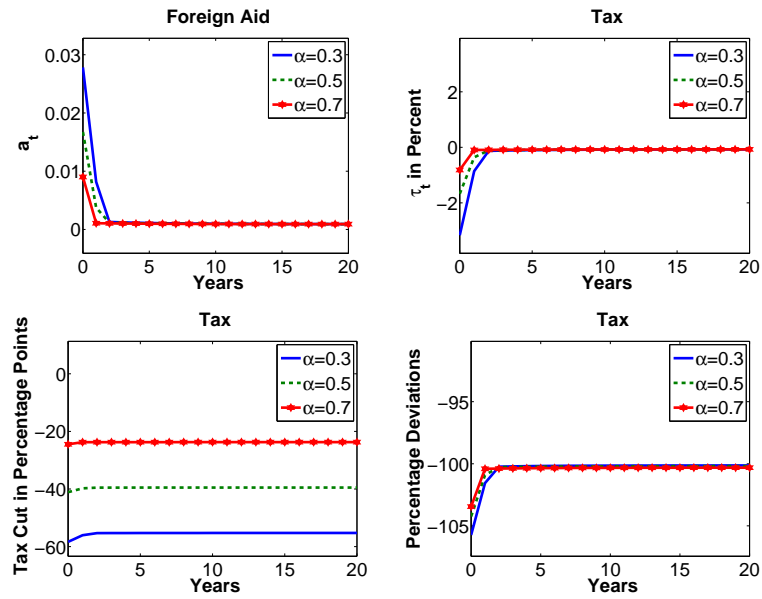 Foreign Aid
0.03
0.02
0.01
0
a_t
α=0.3
α=0.5
α=0.7
0 5 10 15 20
Years
Tax
2
0
−2
τ_t in Percent
α=0.3
α=0.5
α=0.7
0 5 10 15 20
Years
Tax
0
−20
−40
−60
Tax Cut in Percentage Points
α=0.3
α=0.5
α=0.7
0 5 10 15 20
Years
Tax
−95
−100
−105
Percentage Deviations
α=0.3
α=0.5
α=0.7
0 5 10 15 20
Years